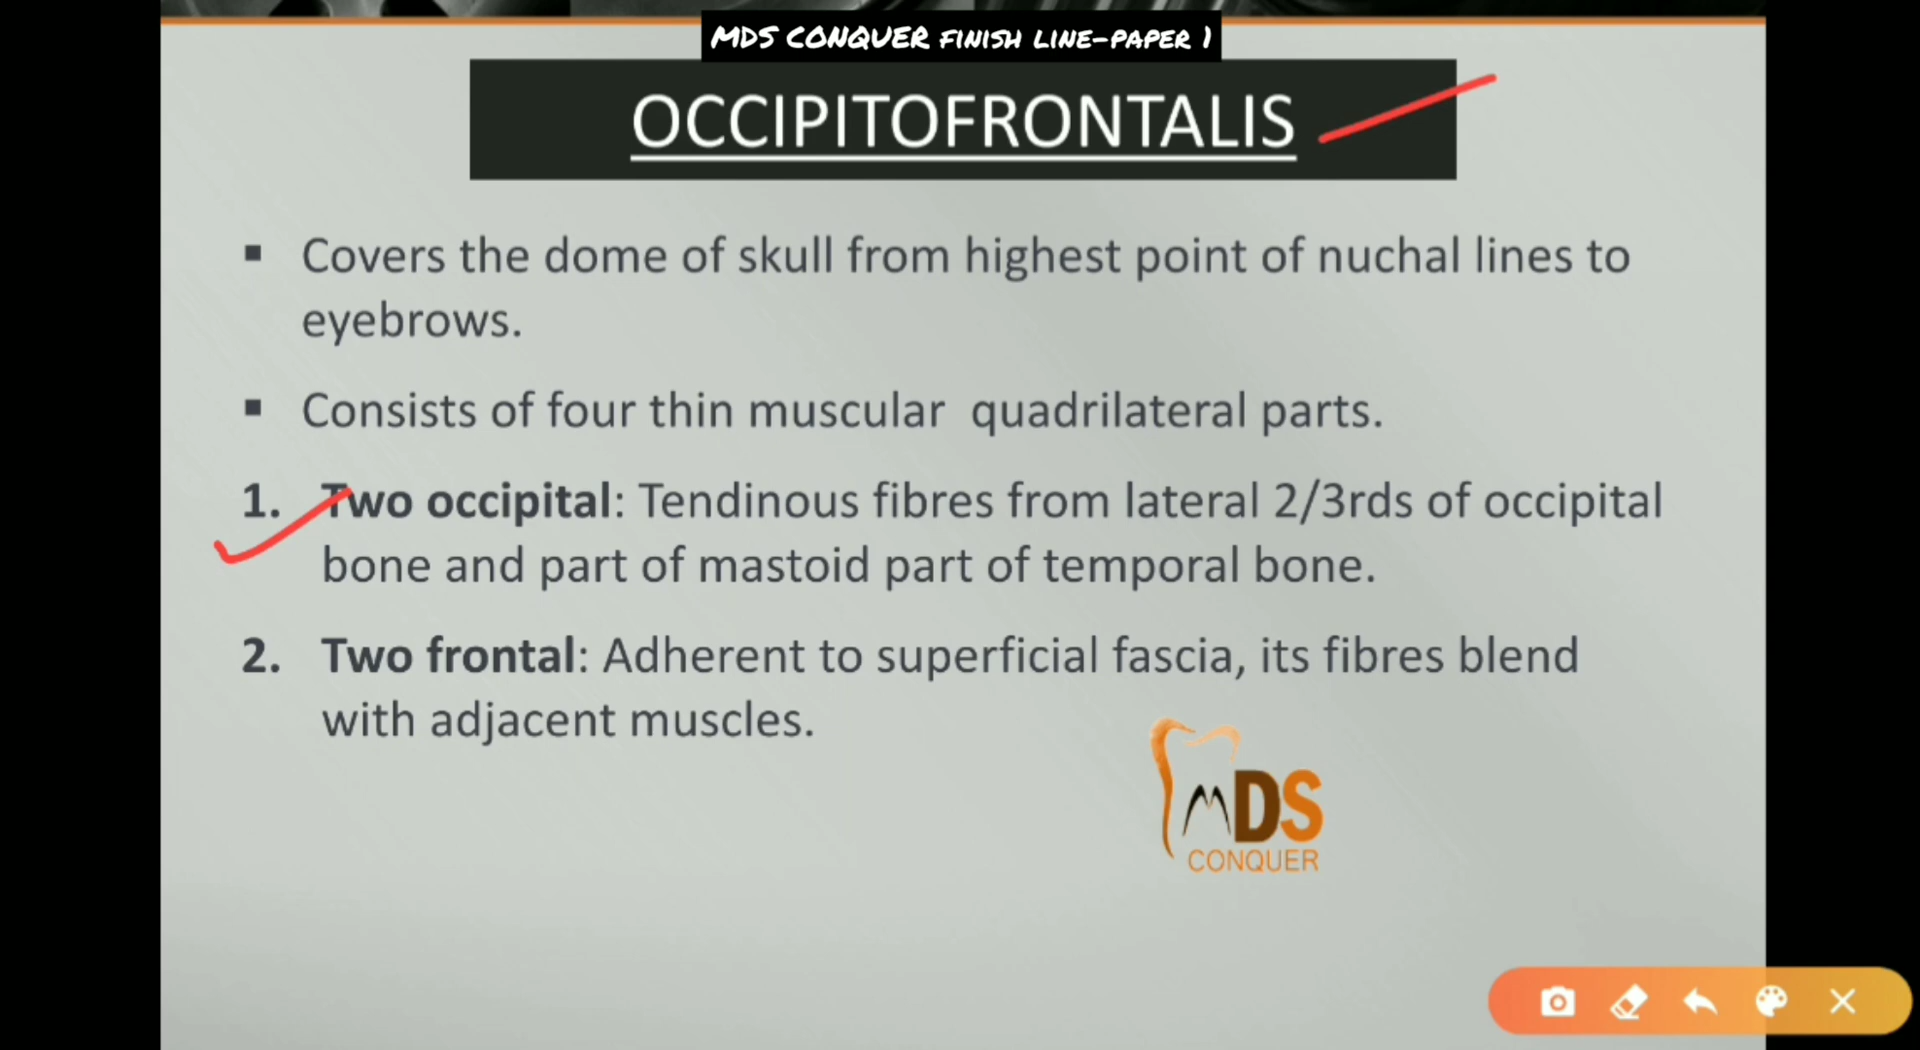 MDS CONQUER FINISH LINE-PAPER 1
OCCIPITOFRONTALIS
▪ Covers the dome of skull from highest point of nuchal lines to
eyebrows.
▪ Consists of four thin muscular quadrilateral parts.
1. Two occipital: Tendinous fibres from lateral 2/3rds of occipital
bone and part of mastoid part of temporal bone.
2. Two frontal: Adherent to superficial fascia, its fibres blend
with adjacent muscles.
MDS
CONQUER